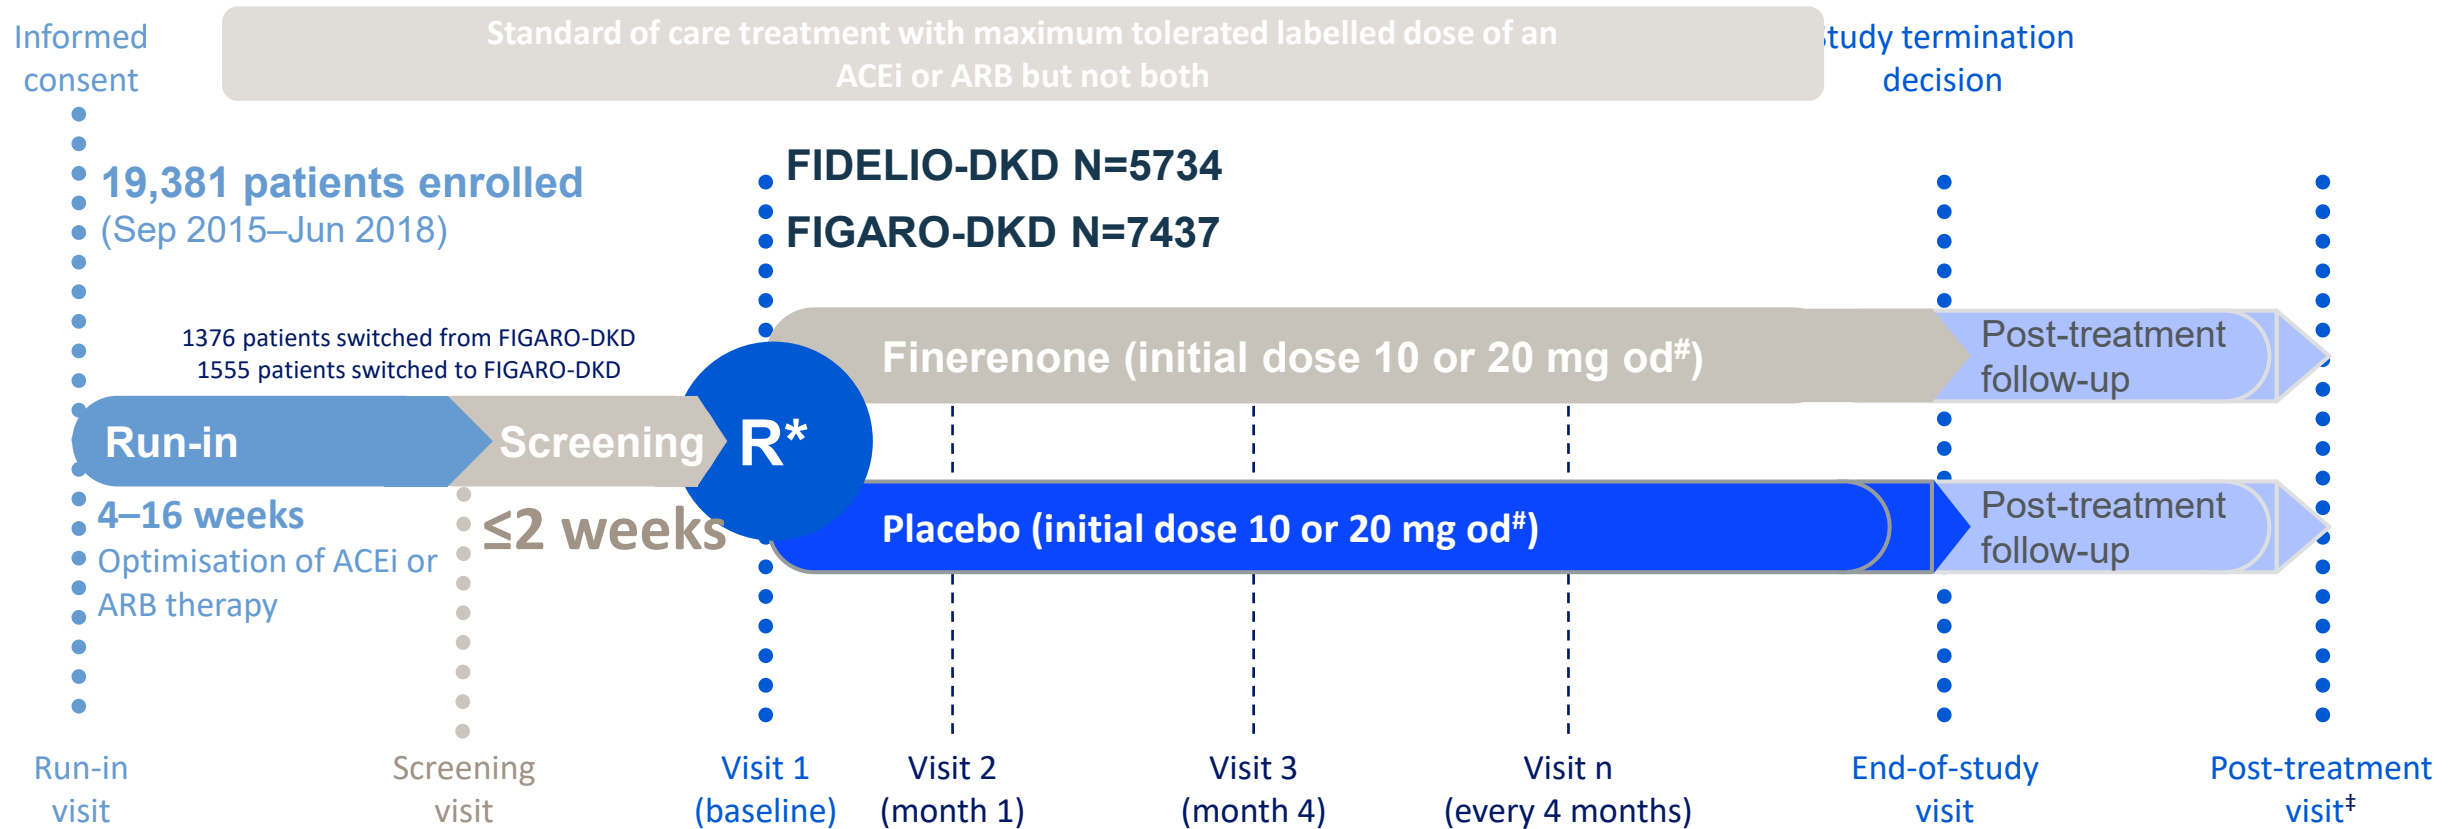 Informed
consent
Standard of care treatment with maximum tolerated labelled dose of an
ACEi or ARB but not both
tudy termination
decision
19,381 patients enrolled
(Sep 2015–Jun 2018)
FIDELIO-DKD N=5734
FIGARO-DKD N=7437
1376 patients switched from FIGARO-DKD
1555 patients switched to FIGARO-DKD
Run-in
Screening
R*
Finerenone (initial dose 10 or 20 mg od#)
Post-treatment
follow-up
4–16 weeks
Optimisation of ACEi or
ARB therapy
≤2 weeks
Placebo (initial dose 10 or 20 mg od#)
Post-treatment
follow-up
Run-in
visit
Screening
visit
Visit 1
(baseline)
Visit 2
(month 1)
Visit 3
(month 4)
Visit n
(every 4 months)
End-of-study
visit
Post-treatment
visit‡